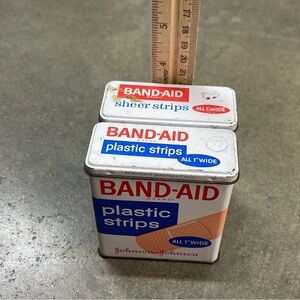 BAND-AID
sheer strips
ALL 1" WIDE
BAND-AID
plastic strips
ALL 1" WIDE
BAND-AID
BRAND
plastic
strips
ALL 1" WIDE
Johnson & Johnson